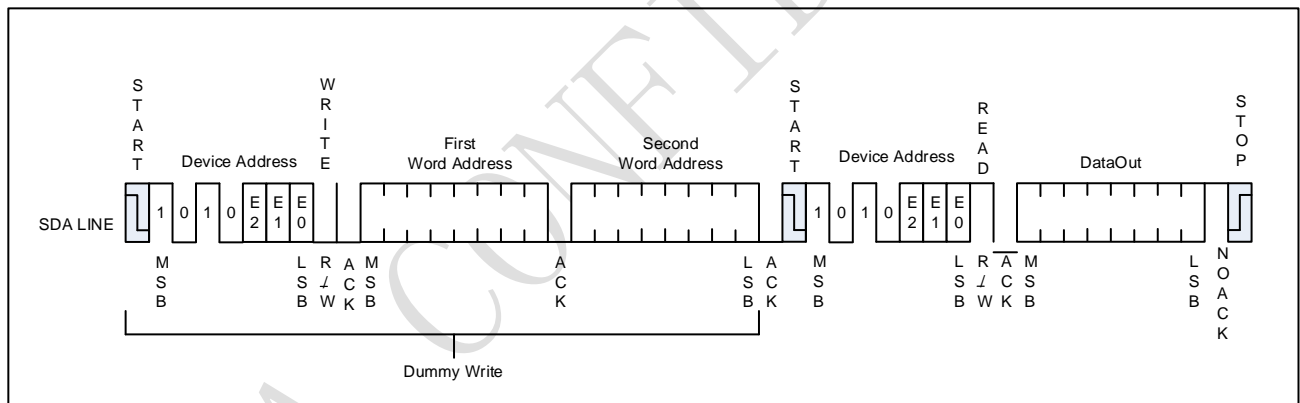 CONFI
START
WRITE
START
READ
STOP
Device Address
First
Word Address
Second
Word Address
Device Address
DataOut
SDA LINE
1 0 1 0 E2 E1 E0
1 0 1 0 E2 E1 E0
MSB
LSB
R/W
ACK
MSB
ACK
LSB
ACK
MSB
LSB
R/W
ACK
MSB
LSB
NOACK
Dummy Write